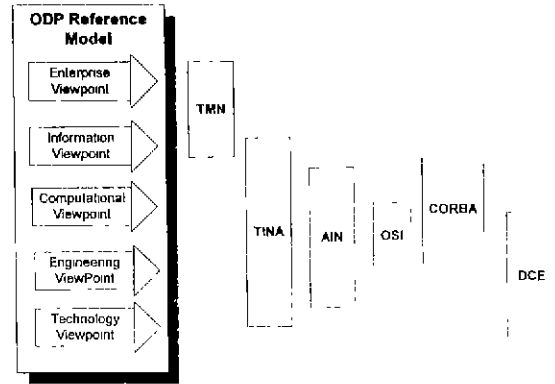 ODP Reference
Model
Enterprise
Viewpoint
Information
Viewpoint
Computational
Viewpoint
Engineering
ViewPoint
Technology
Viewpoint
TMN
TINA
AIN
OSI
CORBA
DCE